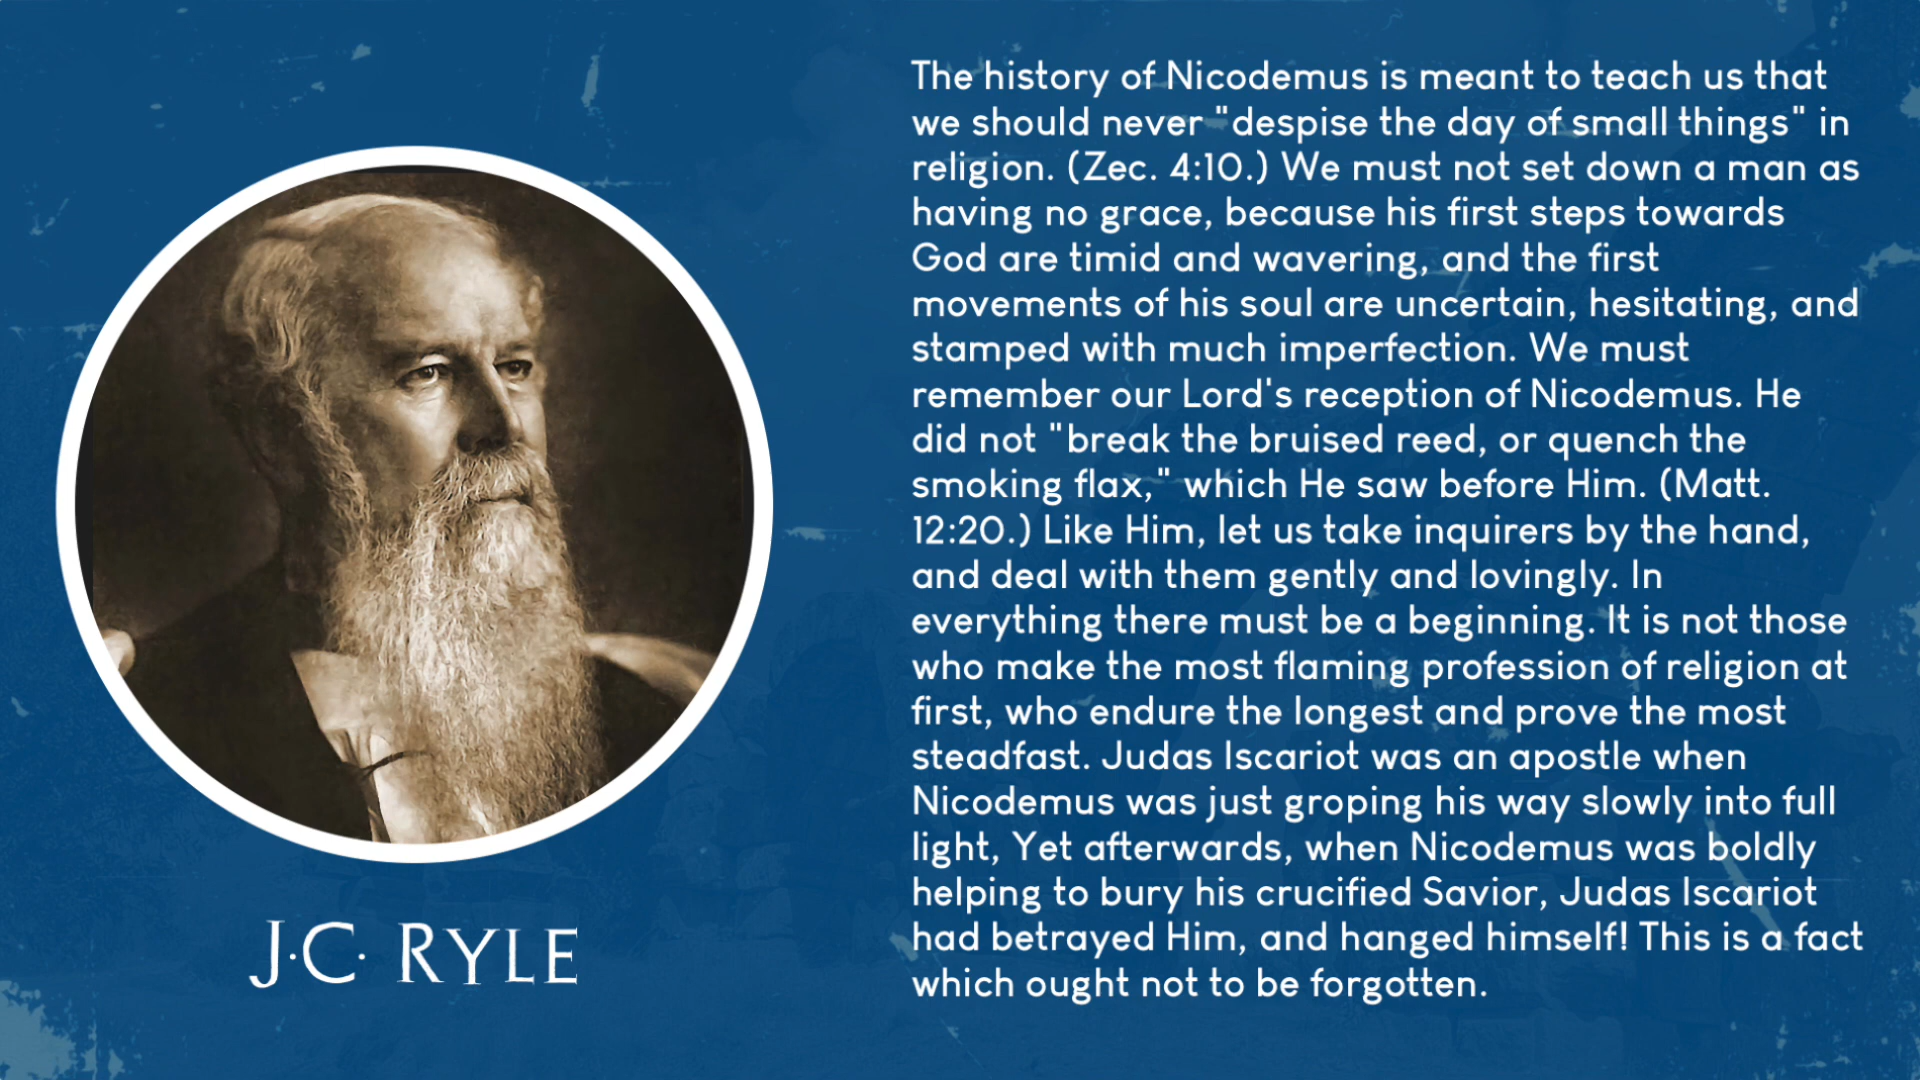 The history of Nicodemus is meant to teach us that
we should never "despise the day of small things" in
religion. (Zec. 4:10.) We must not set down a man as
having no grace, because his first steps towards
God are timid and wavering, and the first
movements of his soul are uncertain, hesitating, and
stamped with much imperfection. We must
remember our Lord's reception of Nicodemus. He
did not "break the bruised reed, or quench the
smoking flax," which He saw before Him. (Matt.
12:20.) Like Him, let us take inquirers by the hand,
and deal with them gently and lovingly. In
everything there must be a beginning. It is not those
who make the most flaming profession of religion at
first, who endure the longest and prove the most
steadfast. Judas Iscariot was an apostle when
Nicodemus was just groping his way slowly into full
light, Yet afterwards, when Nicodemus was boldly
helping to bury his crucified Savior, Judas Iscariot
had betrayed Him, and hanged himself! This is a fact
which ought not to be forgotten.
J·C· RYLE